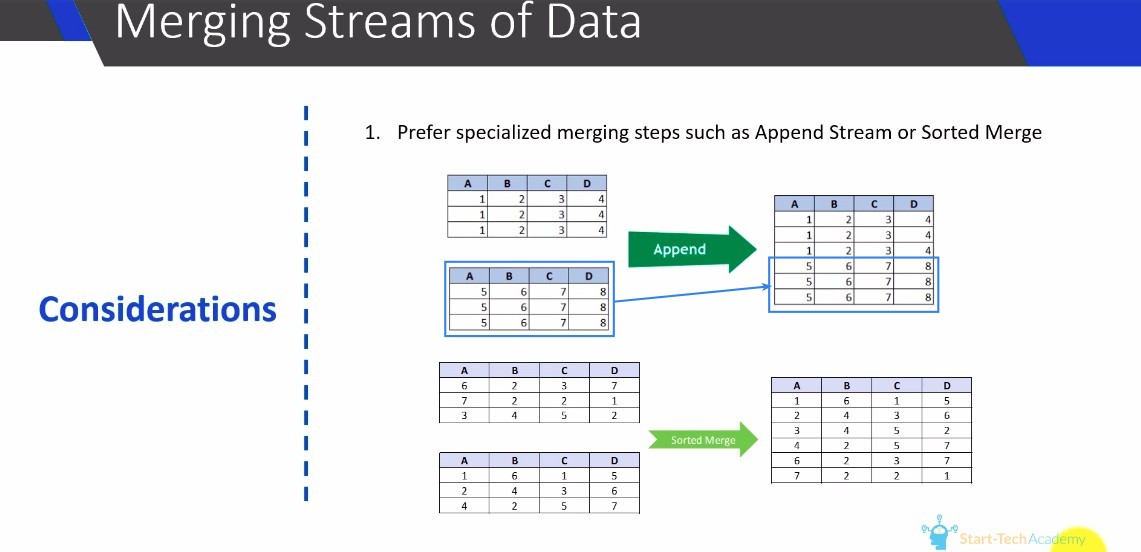 Merging Streams of Data
Considerations
1. Prefer specialized merging steps such as Append Stream or Sorted Merge
A B C D
1 2 3 4
1 2 3 4
1 2 3 4
A B C D
5 6 7 8
5 6 7 8
5 6 7 8
Append
A B C D
1 2 3 4
1 2 3 4
1 2 3 4
5 6 7 8
5 6 7 8
5 6 7 8
A B C D
6 2 3 7
7 2 2 1
3 4 5 2
A B C D
1 6 1 5
2 4 3 6
4 2 5 7
Sorted Merge
A B C D
1 6 1 5
2 4 3 6
3 4 5 2
4 2 5 7
6 2 3 7
7 2 2 1
Start-Tech Academy